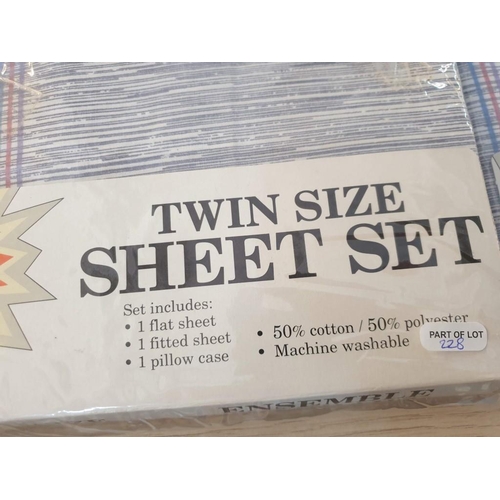 TWIN SIZE
SHEET SET
Set includes:
• 1 flat sheet
• 1 fitted sheet
• 1 pillow case
• 50% cotton / 50% polyester
• Machine washable
PART OF LOT
228
ENSEMBLE